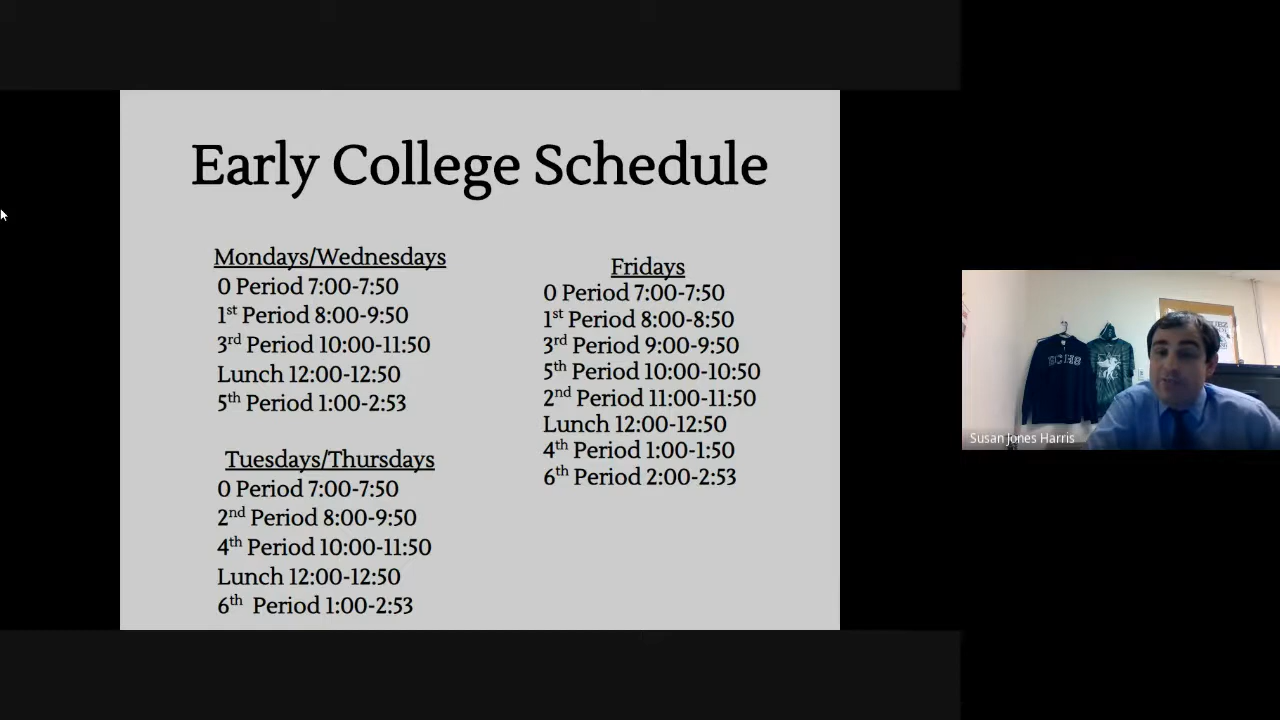 Early College Schedule
Mondays/Wednesdays
0 Period 7:00-7:50
1st Period 8:00-9:50
3rd Period 10:00-11:50
Lunch 12:00-12:50
5th Period 1:00-2:53
Tuesdays/Thursdays
0 Period 7:00-7:50
2nd Period 8:00-9:50
4th Period 10:00-11:50
Lunch 12:00-12:50
6th Period 1:00-2:53
Fridays
0 Period 7:00-7:50
1st Period 8:00-8:50
3rd Period 9:00-9:50
5th Period 10:00-10:50
2nd Period 11:00-11:50
Lunch 12:00-12:50
4th Period 1:00-1:50
6th Period 2:00-2:53
Susan Jones Harris